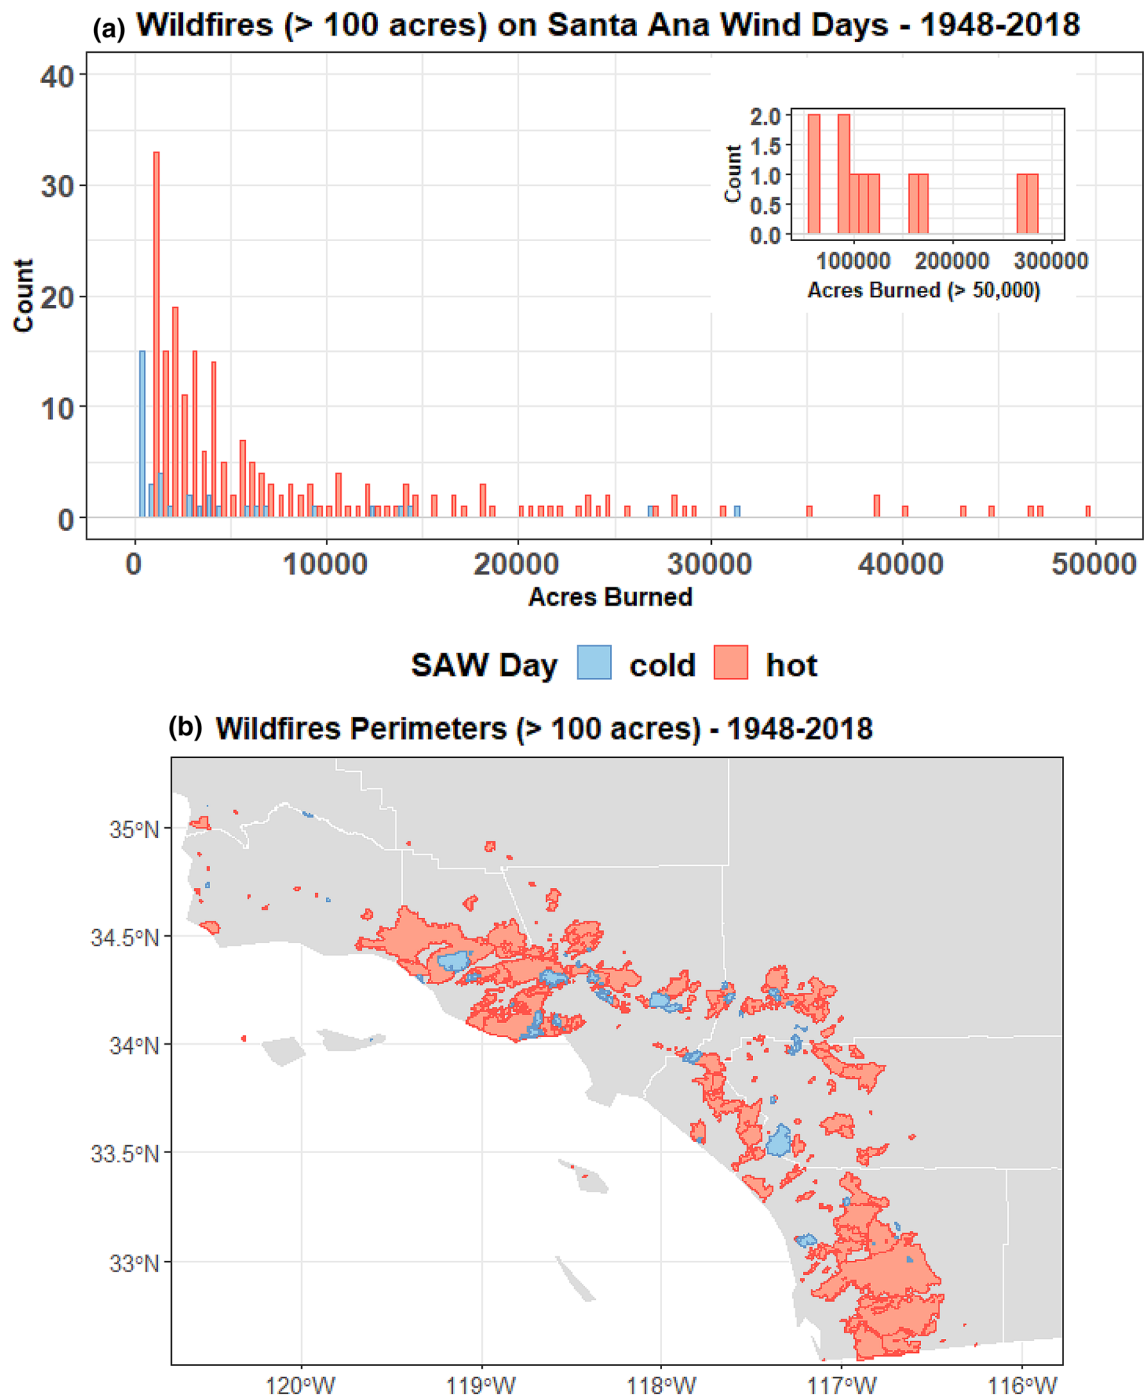 (a) Wildfires (> 100 acres) on Santa Ana Wind Days - 1948-2018
40
30
20
10
0
Count
2.0
1.5
1.0
0.5
0.0
Count
100000 200000 300000
Acres Burned (> 50,000)
0 10000 20000 30000 40000 50000
Acres Burned
SAW Day cold hot
(b) Wildfires Perimeters (> 100 acres) - 1948-2018
35°N
34.5°N
34°N
33.5°N
33°N
120°W 119°W 118°W 117°W 116°W